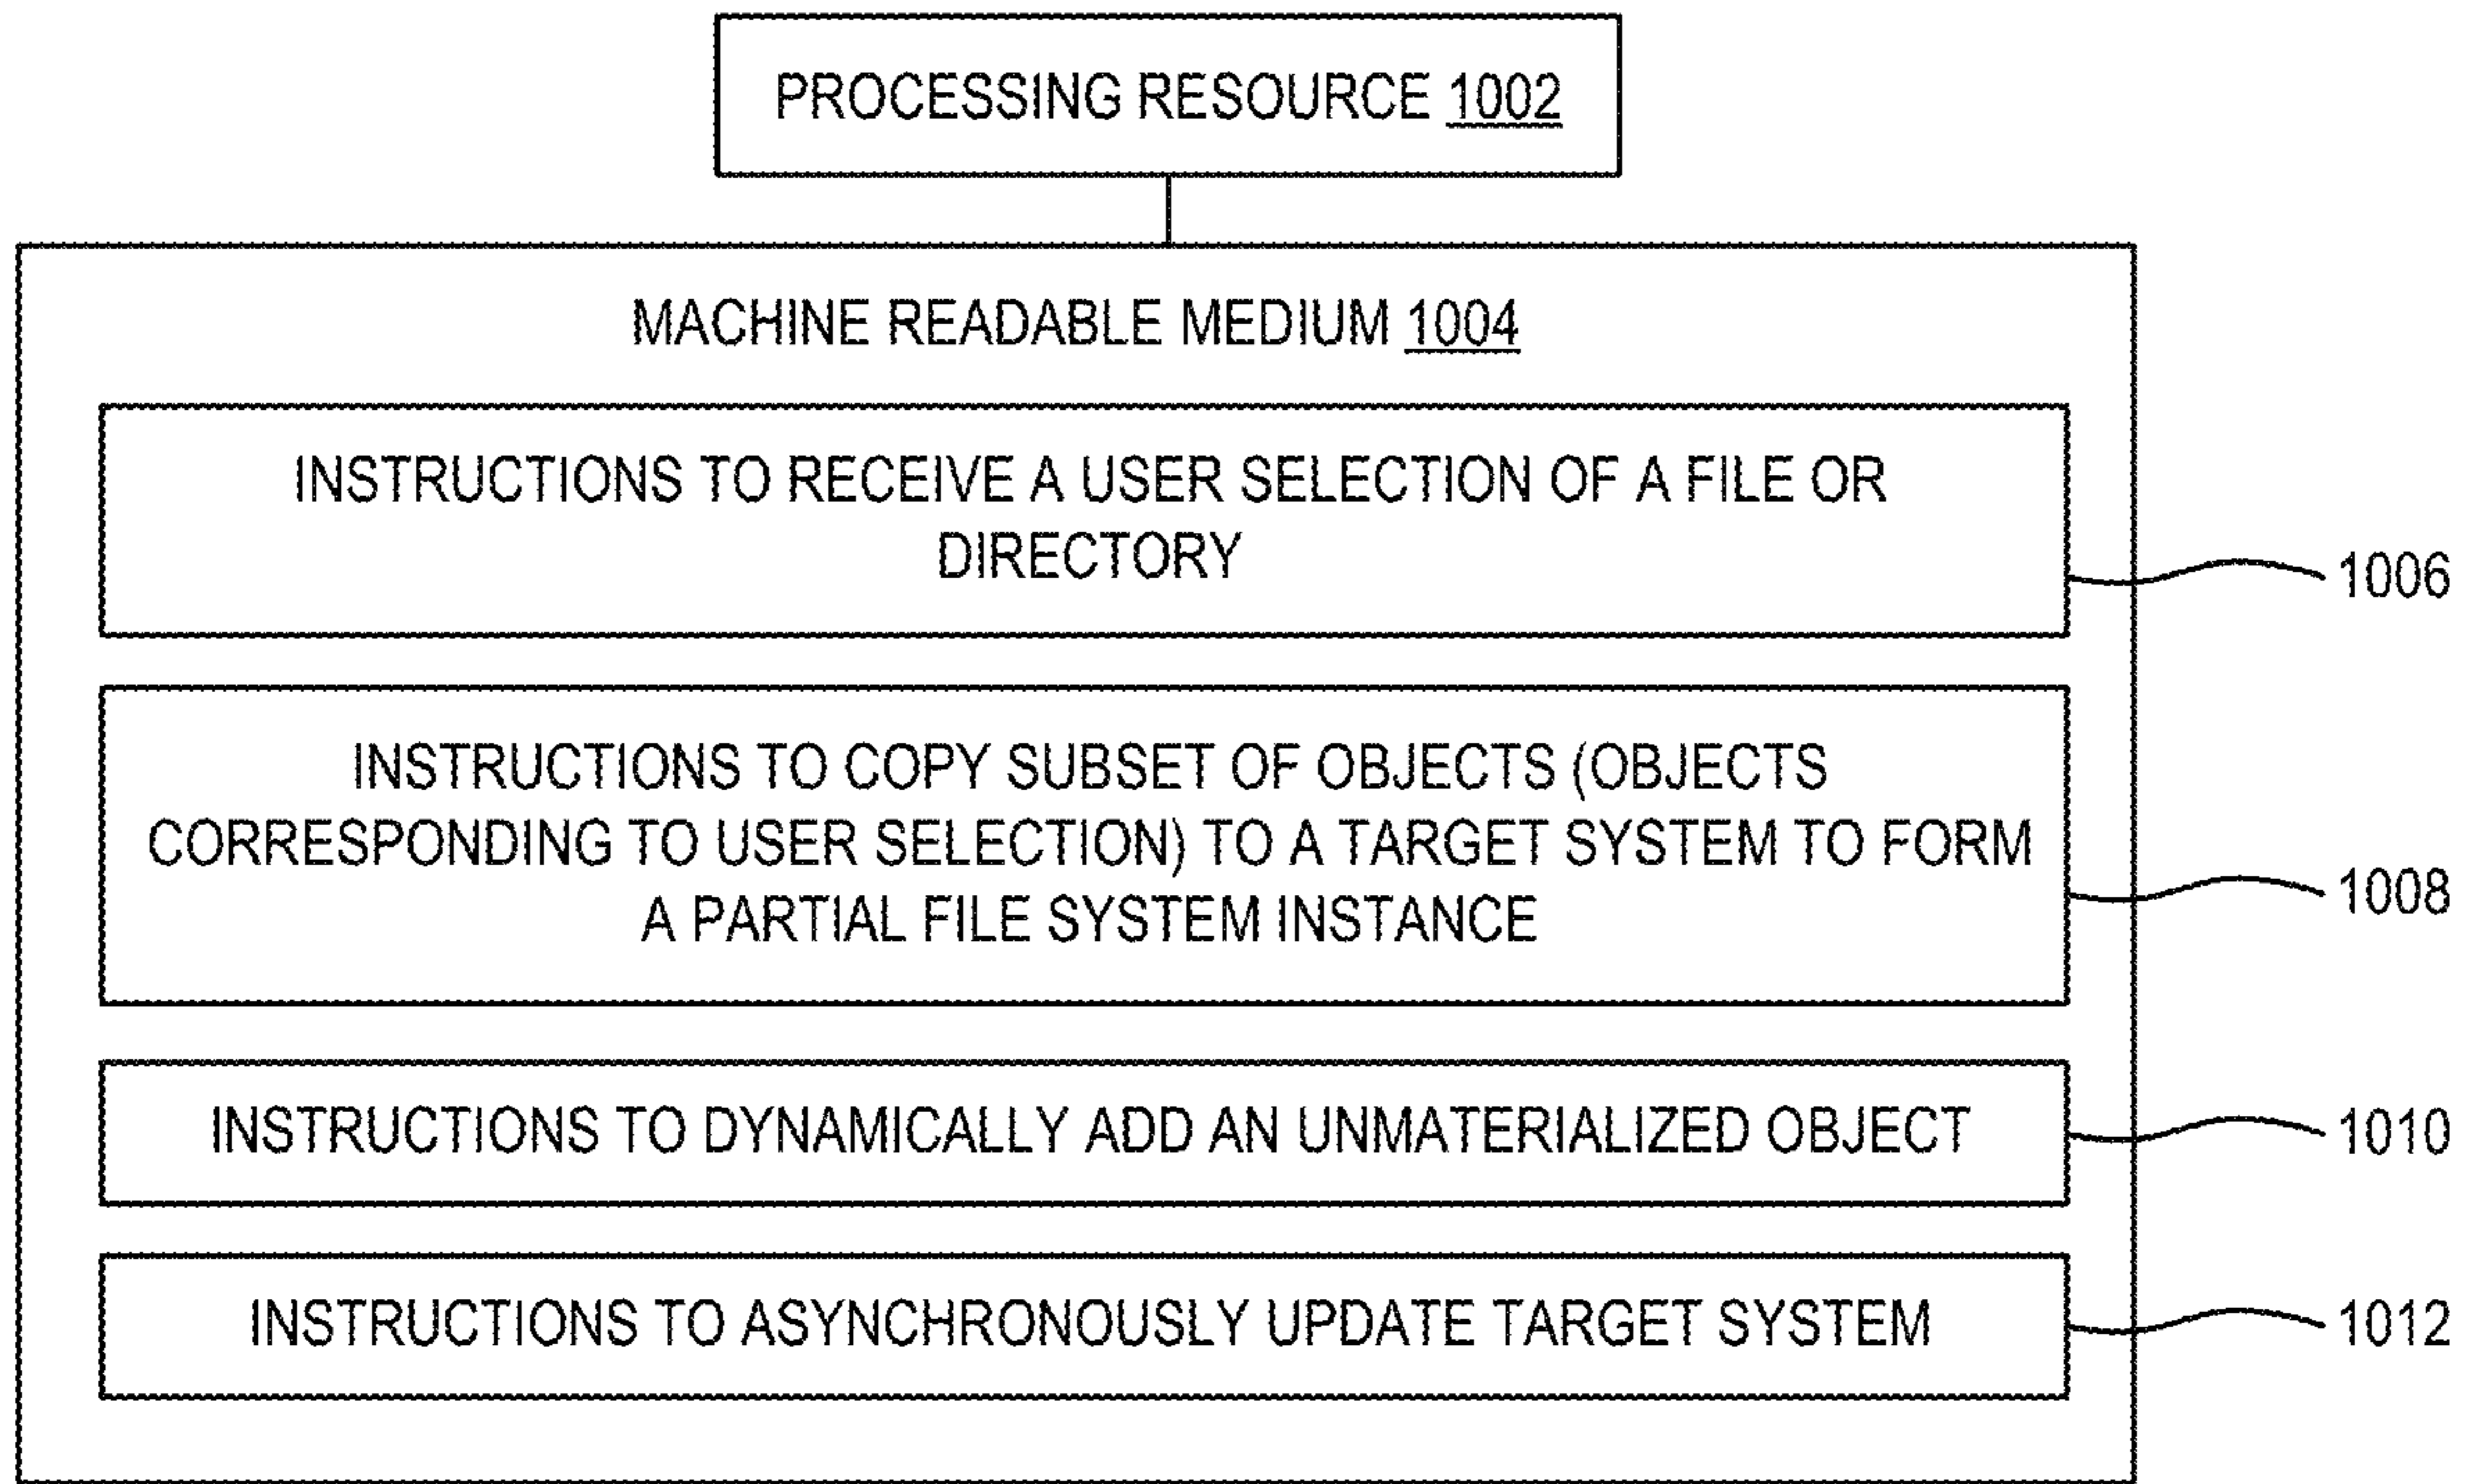 PROCESSING RESOURCE 1002
MACHINE READABLE MEDIUM 1004
INSTRUCTIONS TO RECEIVE A USER SELECTION OF A FILE OR
DIRECTORY
1006
INSTRUCTIONS TO COPY SUBSET OF OBJECTS (OBJECTS
CORRESPONDING TO USER SELECTION) TO A TARGET SYSTEM TO FORM
A PARTIAL FILE SYSTEM INSTANCE
1008
INSTRUCTIONS TO DYNAMICALLY ADD AN UNMATERIALIZED OBJECT
1010
INSTRUCTIONS TO ASYNCHRONOUSLY UPDATE TARGET SYSTEM
1012